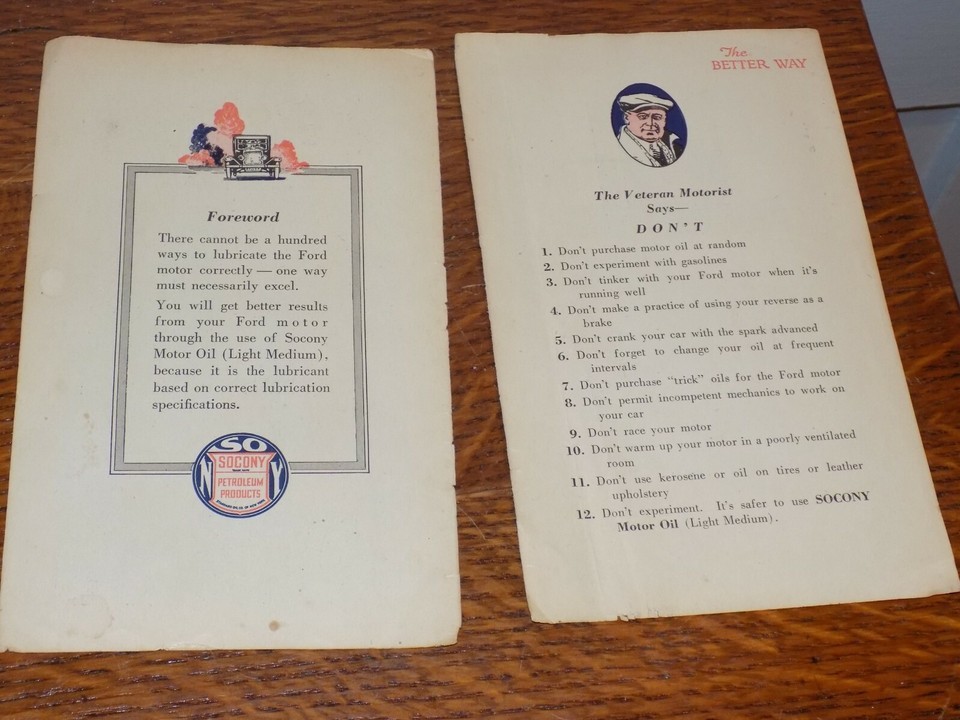 Foreword
There cannot be a hundred
ways to lubricate the Ford
motor correctly — one way
must necessarily excel.
You will get better results
from your Ford motor
through the use of Socony
Motor Oil (Light Medium),
because it is the lubricant
based on correct lubrication
specifications.
SO
N Y
SOCONY
PETROLEUM
PRODUCTS
The
BETTER WAY
The Veteran Motorist
Says—
DON'T
1. Don't purchase motor oil at random
2. Don't experiment with gasolines
3. Don't tinker with your Ford motor when it's
running well
4. Don't make a practice of using your reverse as a
brake
5. Don't crank your car with the spark advanced
6. Don't forget to change your oil at frequent
intervals
7. Don't purchase "trick" oils for the Ford motor
8. Don't permit incompetent mechanics to work on
your car
9. Don't race your motor
10. Don't warm up your motor in a poorly ventilated
room
11. Don't use kerosene or oil on tires or leather
upholstery
12. Don't experiment. It's safer to use SOCONY
Motor Oil (Light Medium).